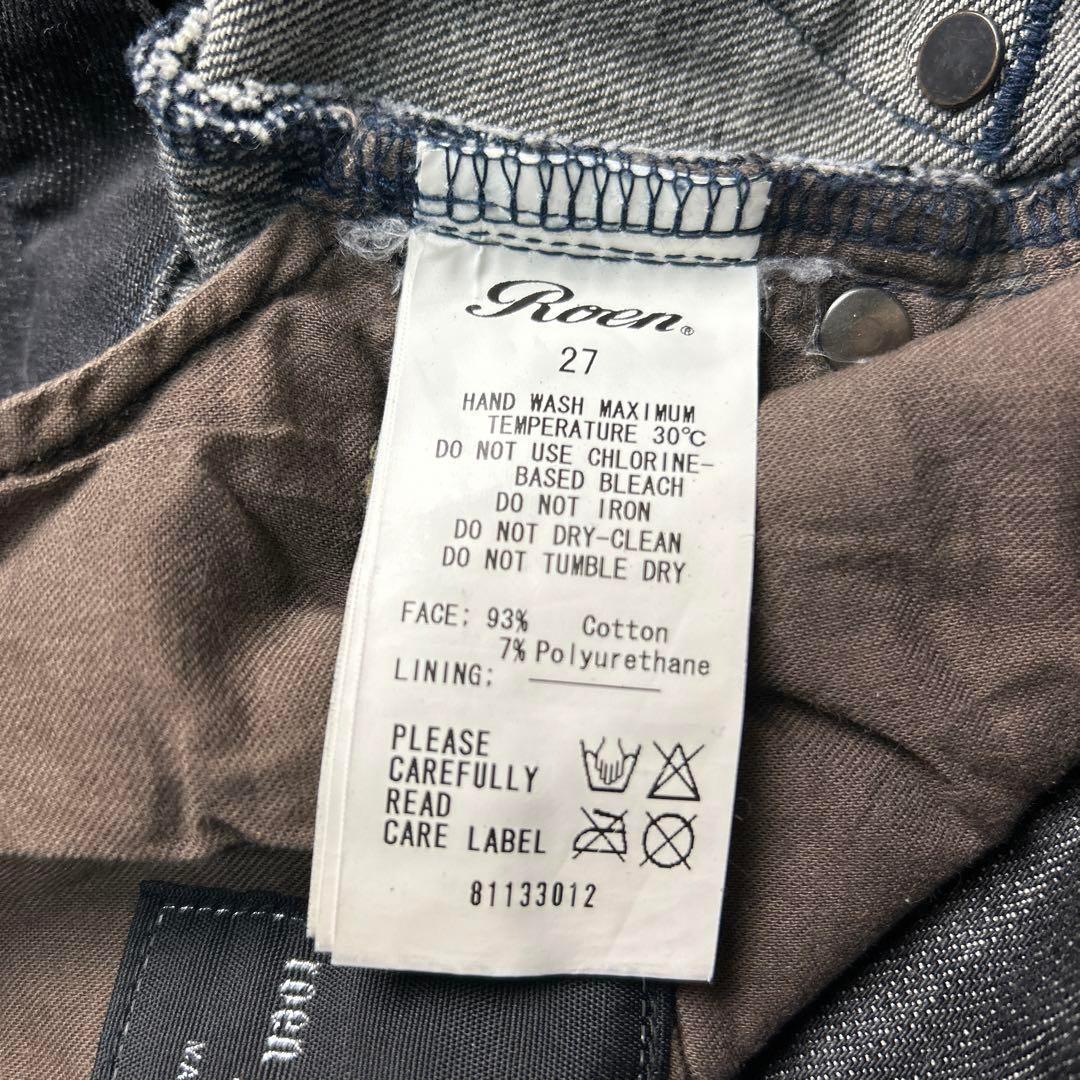 Roen®
27
HAND WASH MAXIMUM
TEMPERATURE 30℃
DO NOT USE CHLORINE-
BASED BLEACH
DO NOT IRON
DO NOT DRY-CLEAN
DO NOT TUMBLE DRY
FACE; 93% Cotton
7% Polyurethane
LINING;
PLEASE
CAREFULLY
READ
CARE LABEL
81133012
roen